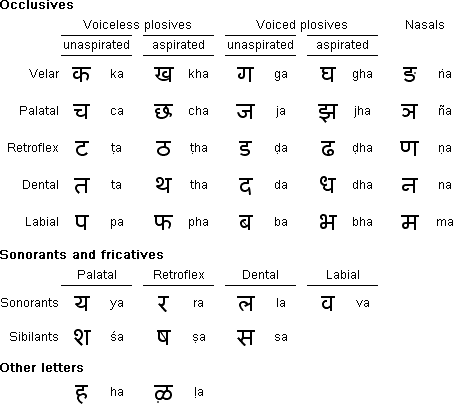 Occlusives
Voiceless plosives Voiced plosives Nasals
unaspirated aspirated unaspirated aspirated
Velar क ka ख kha ग ga घ gha ङ ṅa
Palatal च ca छ cha ज ja झ jha ञ ña
Retroflex ट ṭa ठ ṭha ड ḍa ढ ḍha ण ṇa
Dental त ta थ tha द da ध dha न na
Labial प pa फ pha ब ba भ bha म ma
Sonorants and fricatives
Palatal Retroflex Dental Labial
Sonorants य ya र ra ल la व va
Sibilants श śa ष ṣa स sa
Other letters
ह ha ळ ḷa